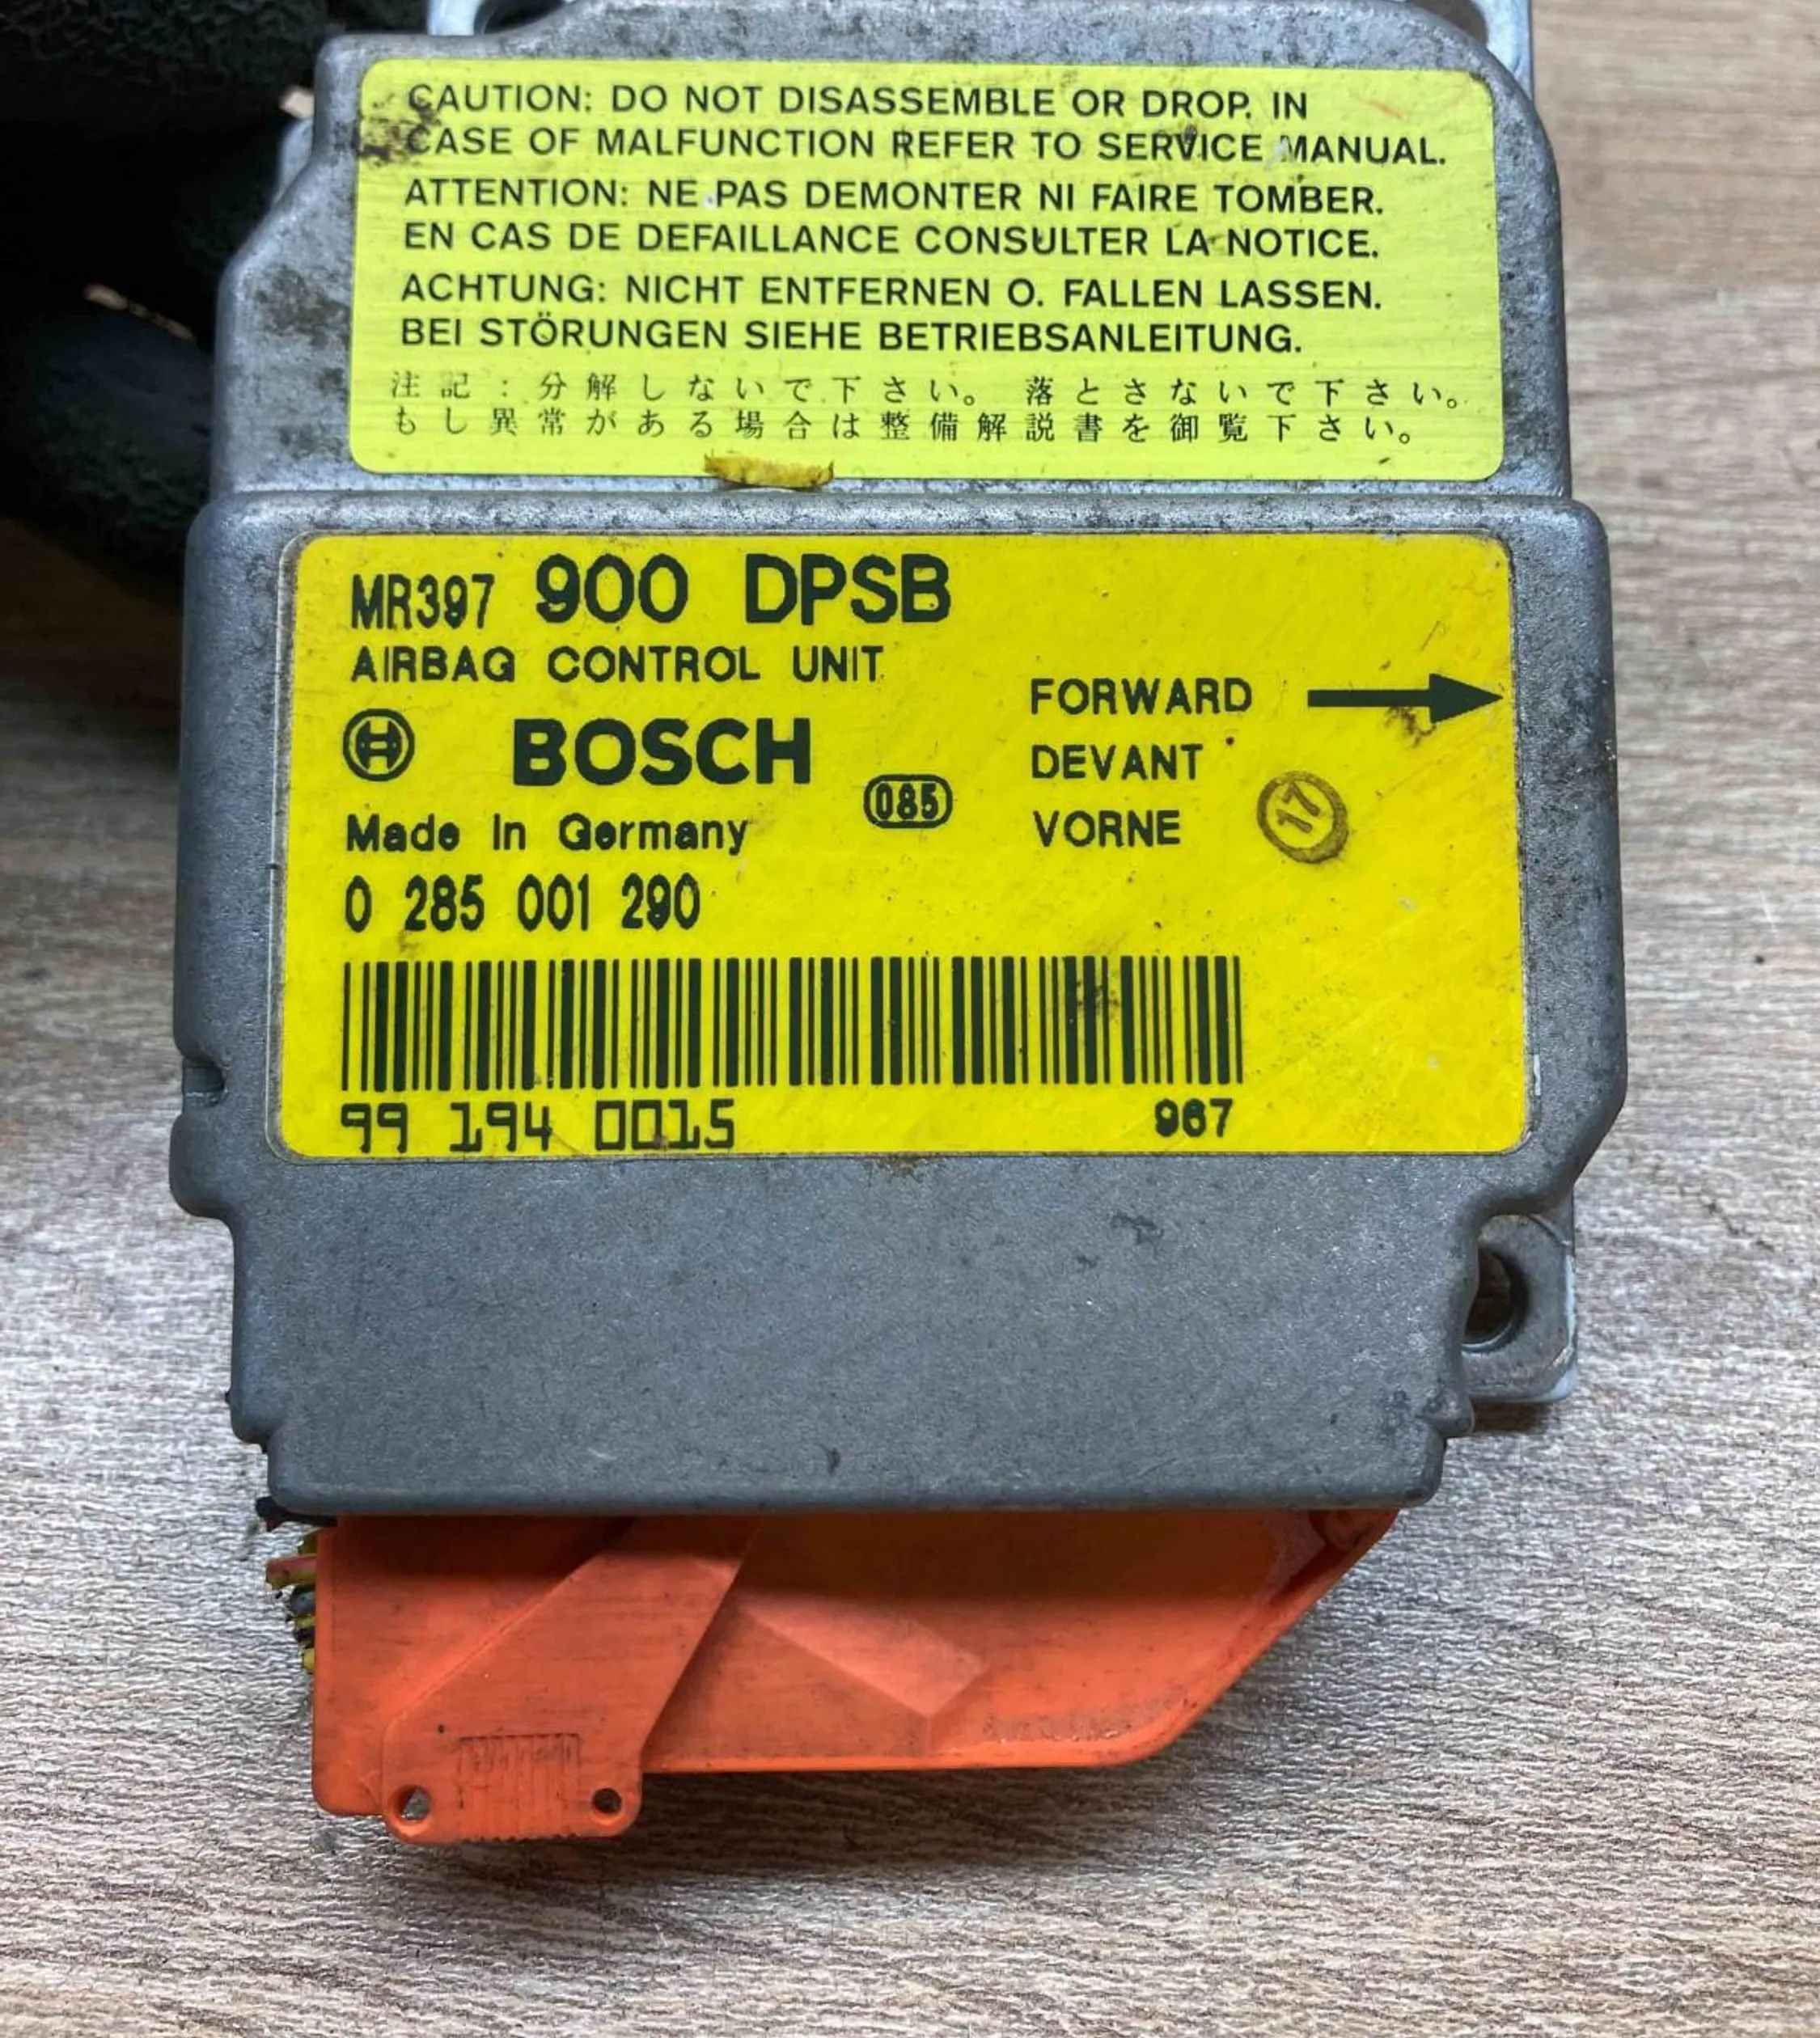 CAUTION: DO NOT DISASSEMBLE OR DROP. IN
CASE OF MALFUNCTION REFER TO SERVICE MANUAL.
ATTENTION: NE PAS DEMONTER NI FAIRE TOMBER.
EN CAS DE DEFAILLANCE CONSULTER LA NOTICE.
ACHTUNG: NICHT ENTFERNEN O. FALLEN LASSEN.
BEI STÖRUNGEN SIEHE BETRIEBSANLEITUNG.
注記:分解しないで下さい。落とさないで下さい。
もし異常がある場合は整備解説書を御覧下さい。
MR397 900 DPSB
AIRBAG CONTROL UNIT
FORWARD
BOSCH
DEVANT
085
17
Made in Germany
VORNE
0 285 001 290
99 194 0015 967